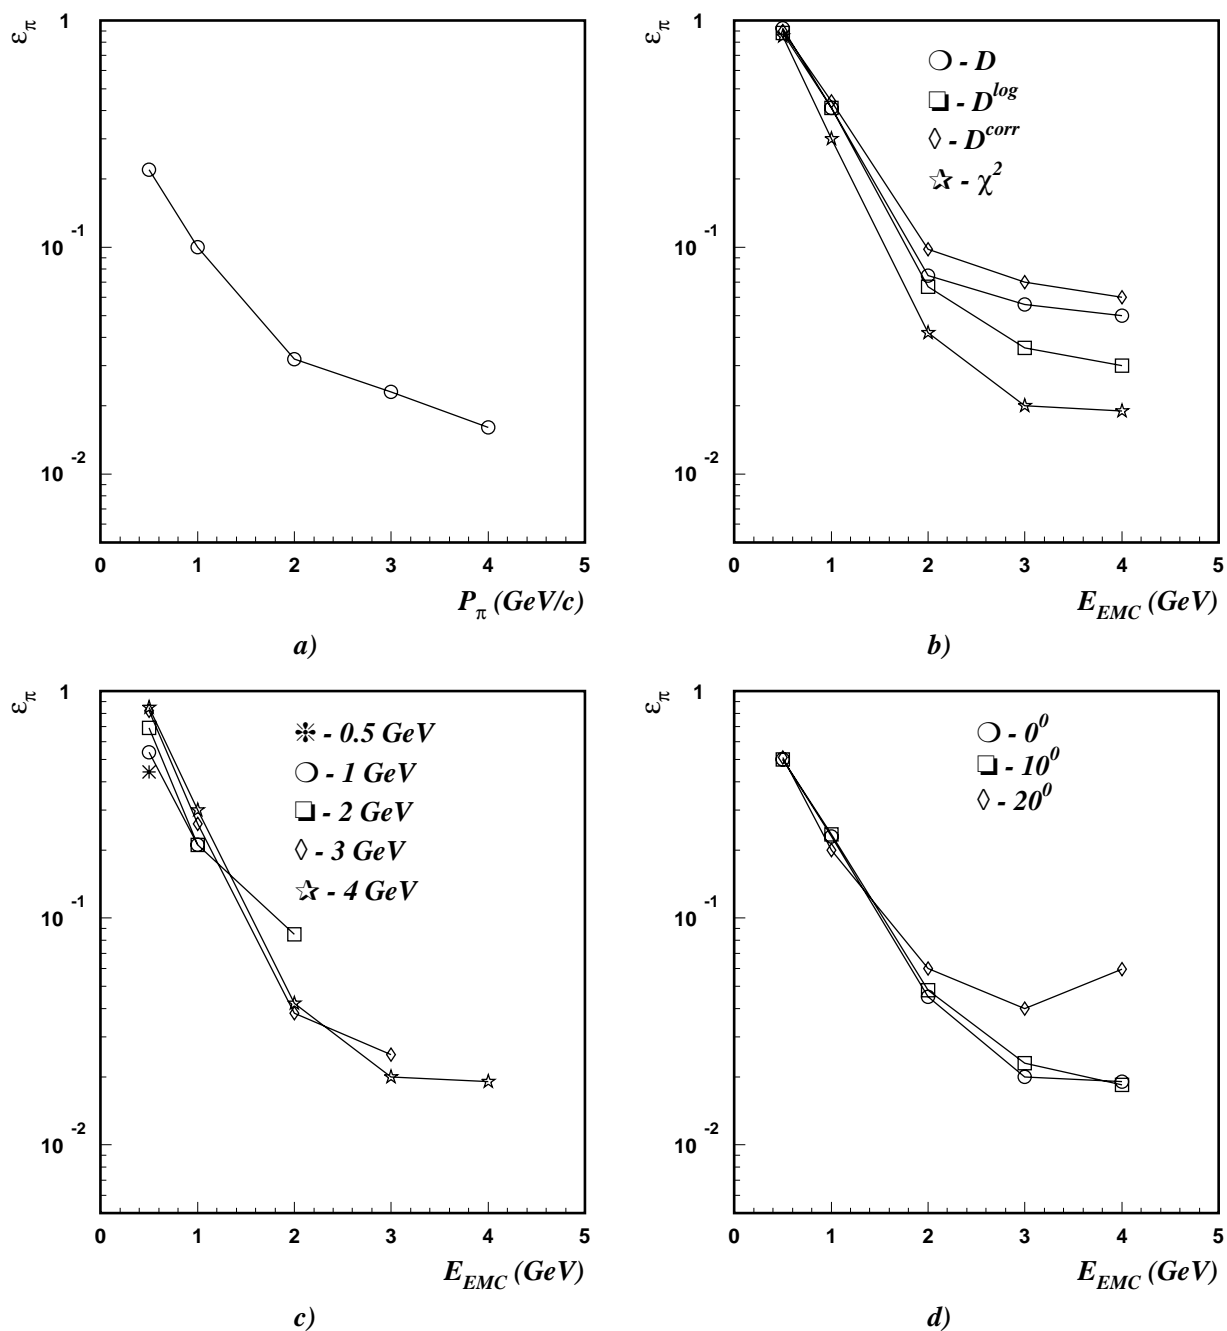 ε_π
1
10^-1
10^-2
0 1 2 3 4 5
P_π (GeV/c)
a)
ε_π
1
10^-1
10^-2
○ - D
□ - D^log
◇ - D^corr
☆ - χ^2
0 1 2 3 4 5
E_EMC (GeV)
b)
ε_π
1
10^-1
10^-2
- 0.5 GeV
○ - 1 GeV
□ - 2 GeV
◇ - 3 GeV
☆ - 4 GeV
0 1 2 3 4 5
E_EMC (GeV)
c)
ε_π
1
10^-1
10^-2
○ - 0^0
□ - 10^0
◇ - 20^0
0 1 2 3 4 5
E_EMC (GeV)
d)